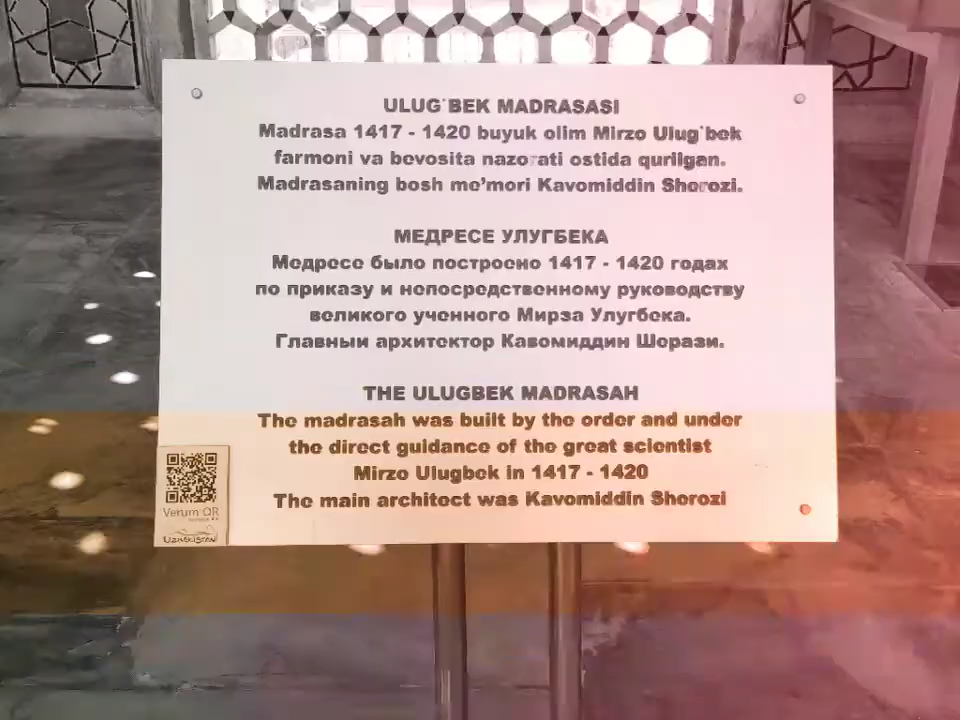 ULUG'BEK MADRASASI
Madrasa 1417 - 1420 buyuk olim Mirzo Ulug'bek
farmoni va bevosita nazorati ostida qurilgan.
Madrasaning bosh me'mori Kavomiddin Sherozi.
МЕДРЕСЕ УЛУГБЕКА
Медресе было построено 1417 - 1420 годах
по приказу и непосредственному руководству
великого ученного Мирза Улугбека.
Главный архитектор Кавомиддин Шерази.
THE ULUGBEK MADRASAH
The madrasah was built by the order and under
the direct guidance of the great scientist
Mirzo Ulugbek in 1417 - 1420
The main architect was Kavomiddin Sherozi
Verum QR
Uzbekistan